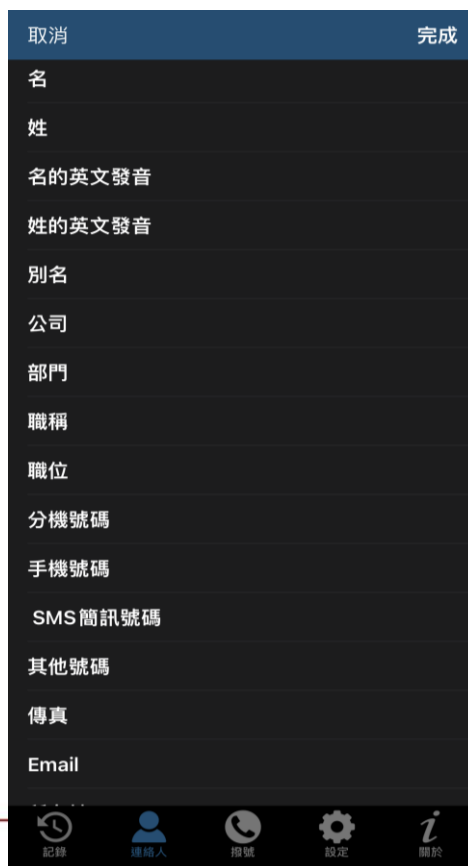 取消 完成
名
姓
名的英文發音
姓的英文發音
別名
公司
部門
職稱
職位
分機號碼
手機號碼
SMS簡訊號碼
其他號碼
傳真
Email
記錄 連絡人 撥號 設定 關於